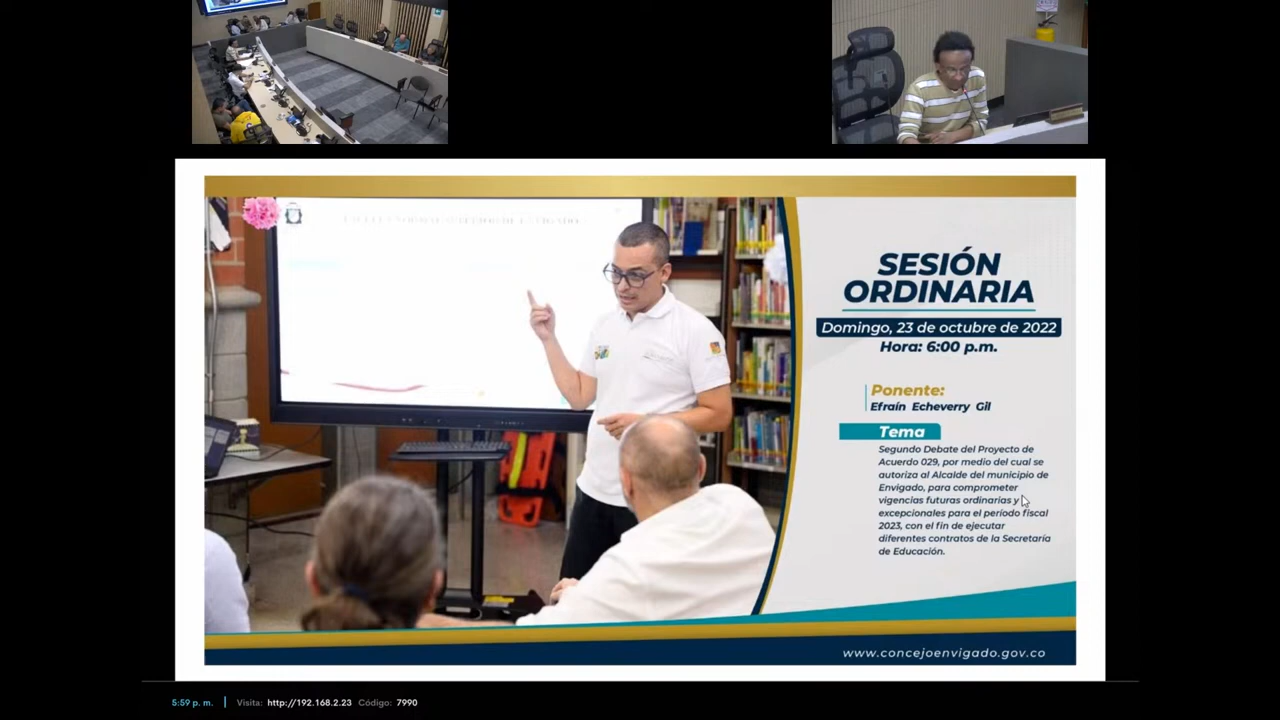 SESIÓN
ORDINARIA
Domingo, 23 de octubre de 2022
Hora: 6:00 p.m.
Ponente:
Efraín Echeverry Gil
Tema
Segundo Debate del Proyecto de
Acuerdo 029, por medio del cual se
autoriza al Alcalde del municipio de
Envigado, para comprometer
vigencias futuras ordinarias y
excepcionales para el período fiscal
2023, con el fin de ejecutar
diferentes contratos de la Secretaría
de Educación.
www.concejoenvigado.gov.co
5:59 p. m. | Visita: http://192.168.2.23 Código: 7990